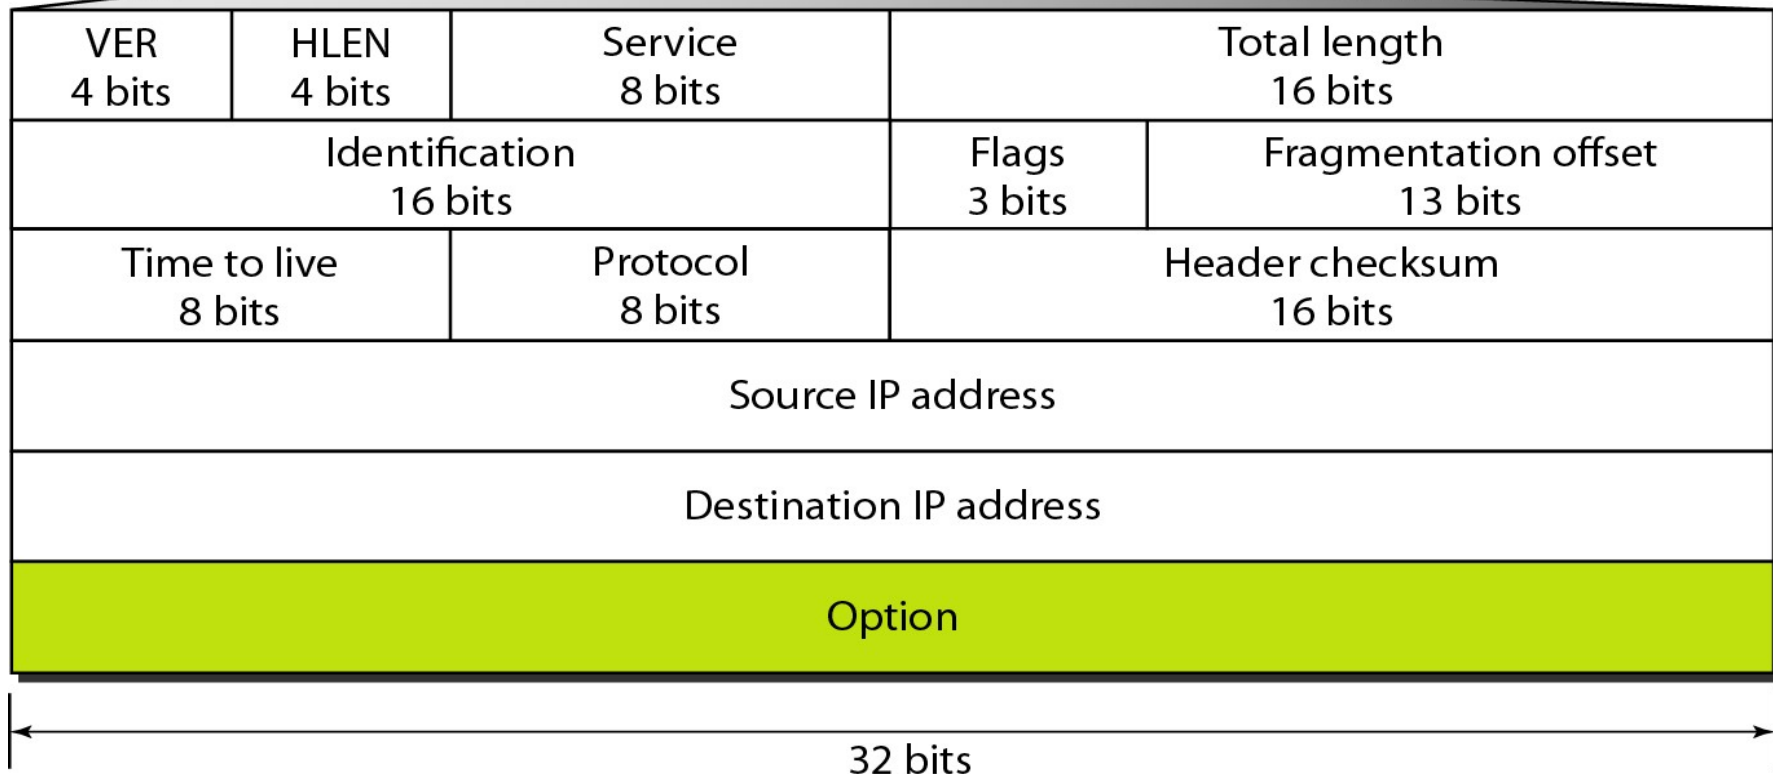 VER
4 bits
HLEN
4 bits
Service
8 bits
Total length
16 bits
Identification
16 bits
Flags
3 bits
Fragmentation offset
13 bits
Time to live
8 bits
Protocol
8 bits
Header checksum
16 bits
Source IP address
Destination IP address
Option
32 bits